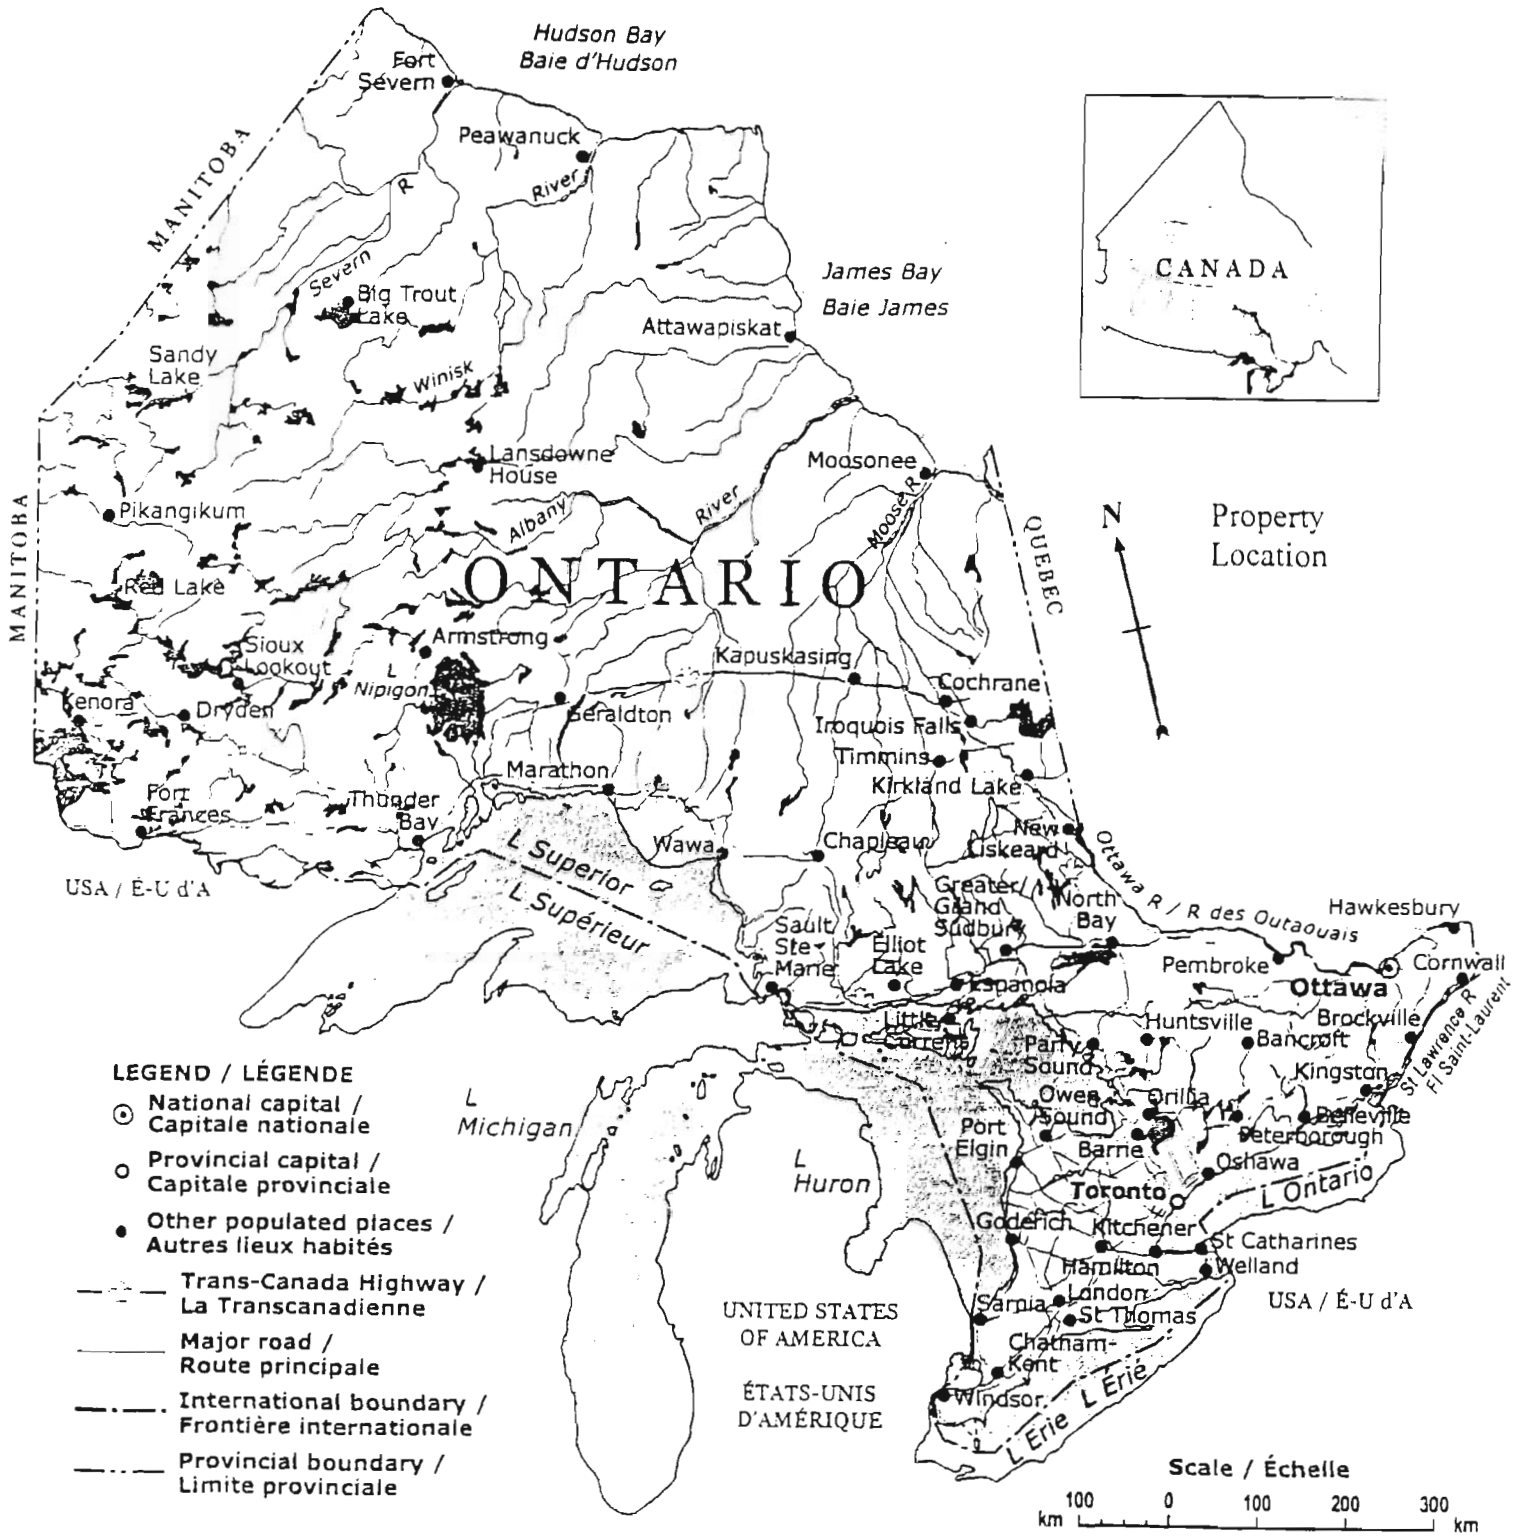 Hudson Bay
Baie d'Hudson
Fort
Severn
Peawanuck
River
R
MANITOBA
Severn
Big Trout
Lake
James Bay
Baie James
CANADA
Attawapiskat
Sandy
Lake
Winisk
Lansdowne
House
Moosonee
Pikangikum
Albany
River
Moose R
MANITOBA
QUEBEC
N
Property
Location
ONTARIO
Red Lake
Armstrong
Sioux
Lookout
L
Nipigon
Kapuskasing
Cochrane
Kenora
Dryden
Geraldton
Iroquois Falls
Timmins
Kirkland Lake
Marathon
Fort
Frances
Thunder
Bay
Wawa
Chapleau
New
Liskeard
L Superior
L Supérieur
USA / É-U d'A
Ottawa R / R des Outaouais
Greater/
Grand
Sudbury
North
Bay
Hawkesbury
Sault
Ste
Marie
Elliot
Lake
Espanola
Pembroke
Ottawa
Cornwall
Little
Current
Parry
Sound
Huntsville
Bancroft
Brockville
Kingston
St Lawrence R
Fl Saint-Laurent
Owen
Sound
Orillia
Belleville
Peterborough
Port
Elgin
Barrie
Oshawa
L
Michigan
L
Huron
Toronto
L Ontario
Goderich
Kitchener
St Catharines
Hamilton
Welland
London
Sarnia
St Thomas
USA / É-U d'A
UNITED STATES
OF AMERICA
Chatham-
Kent
ÉTATS-UNIS
D'AMÉRIQUE
Windsor
L Erie L Érié
LEGEND / LÉGENDE
National capital /
Capitale nationale
Provincial capital /
Capitale provinciale
Other populated places /
Autres lieux habités
Trans-Canada Highway /
La Transcanadienne
Major road /
Route principale
International boundary /
Frontière internationale
Provincial boundary /
Limite provinciale
Scale / Échelle
100 0 100 200 300
km km